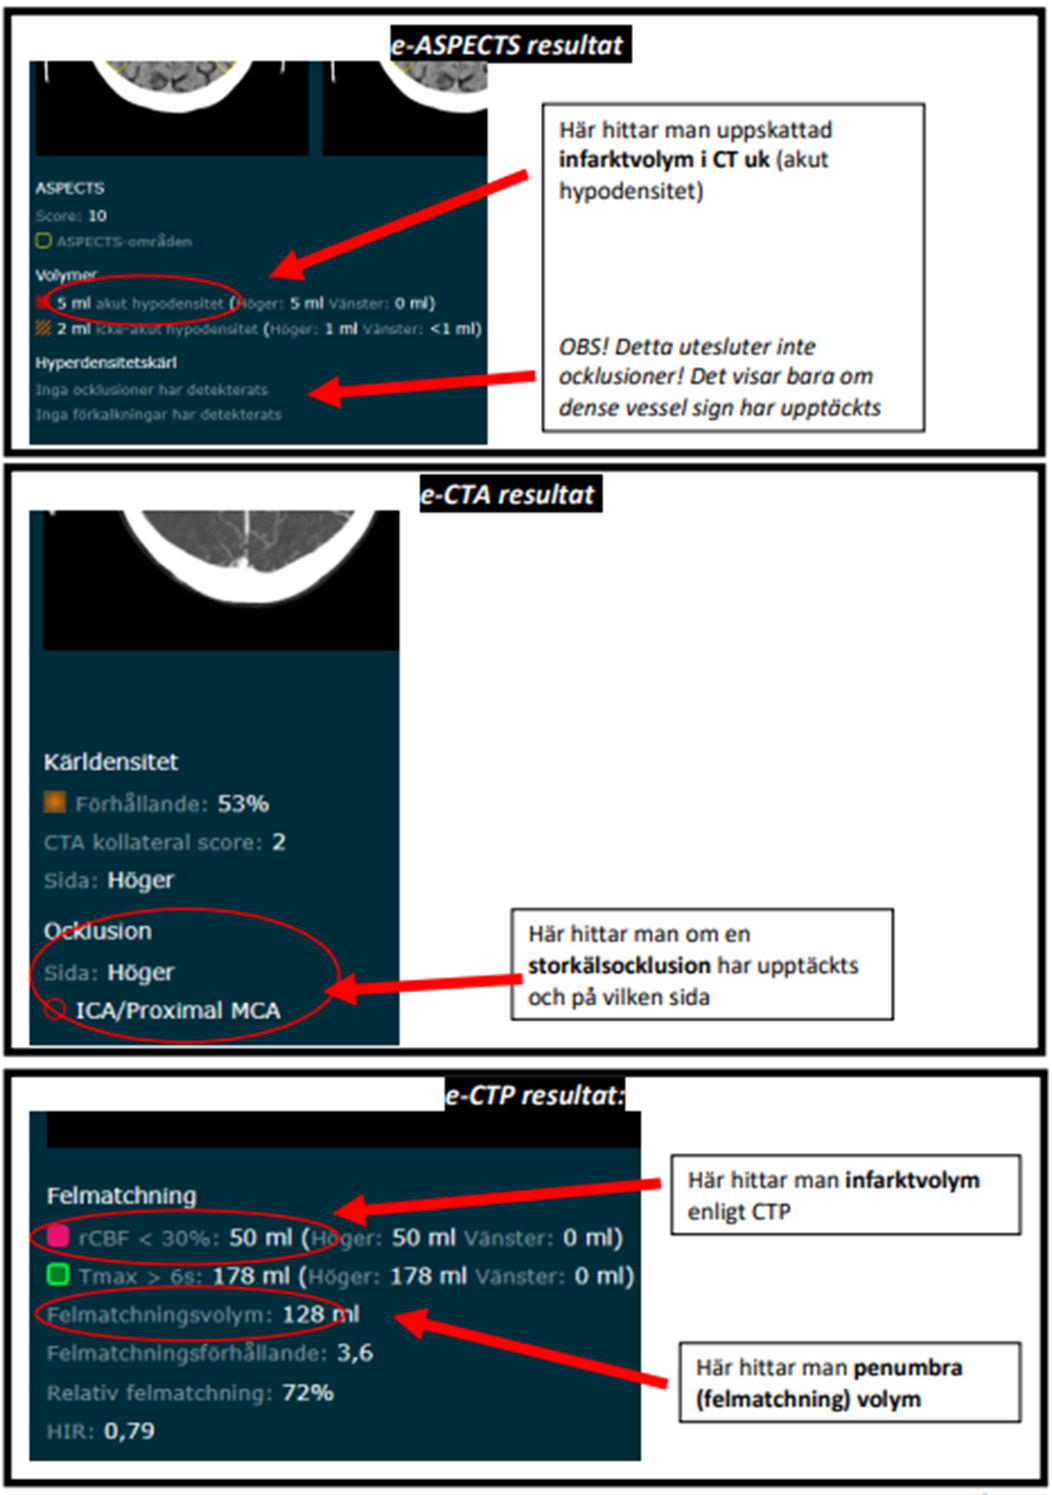 e-ASPECTS resultat
ASPECTS
Score: 10
ASPECTS-områden
Volymer
5 ml akut hypodensitet (Höger: 5 ml Vänster: 0 ml)
2 ml icke-akut hypodensitet (Höger: 1 ml Vänster: <1 ml)
Hyperdensitetskärl
Inga ocklusioner har detekterats
Inga förkalkningar har detekterats
Här hittar man uppskattad
infarktvolym i CT uk (akut
hypodensitet)
OBS! Detta utesluter inte
ocklusioner! Det visar bara om
dense vessel sign har upptäckts
e-CTA resultat
Kärldensitet
Förhållande: 53%
CTA kollateral score: 2
Sida: Höger
Ocklusion
Sida: Höger
ICA/Proximal MCA
Här hittar man om en
storkälsocklusion har upptäckts
och på vilken sida
e-CTP resultat:
Felmatchning
rCBF < 30%: 50 ml (Höger: 50 ml Vänster: 0 ml)
Tmax > 6s: 178 ml (Höger: 178 ml Vänster: 0 ml)
Felmatchningsvolym: 128 ml
Felmatchningsförhållande: 3,6
Relativ felmatchning: 72%
HIR: 0,79
Här hittar man infarktvolym
enligt CTP
Här hittar man penumbra
(felmatchning) volym